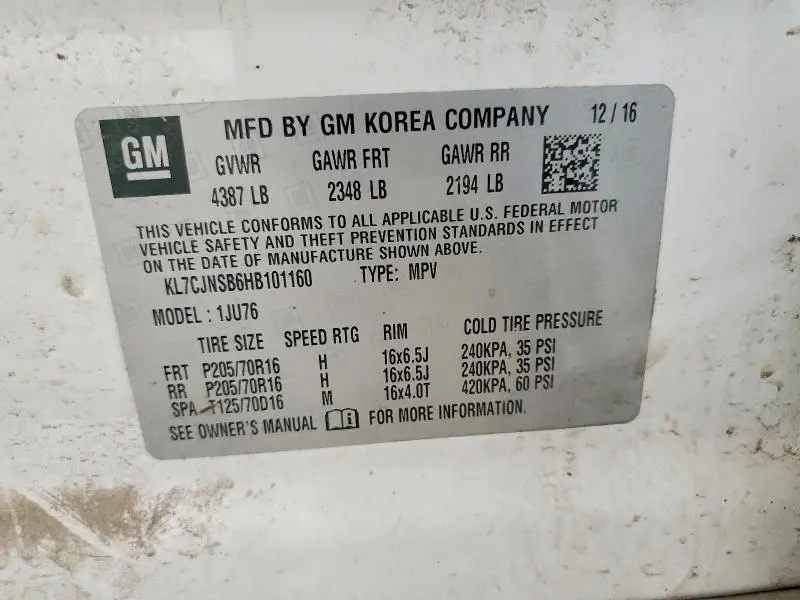 GM
MFD BY GM KOREA COMPANY 12/16
GVWR GAWR FRT GAWR RR
4387 LB 2348 LB 2194 LB
THIS VEHICLE CONFORMS TO ALL APPLICABLE U.S. FEDERAL MOTOR
VEHICLE SAFETY AND THEFT PREVENTION STANDARDS IN EFFECT
ON THE DATE OF MANUFACTURE SHOWN ABOVE.
KL7CJNSB6HB101160 TYPE: MPV
MODEL : 1JU76
TIRE SIZE SPEED RTG RIM COLD TIRE PRESSURE
FRT P205/70R16 H 16x6.5J 240KPA, 35 PSI
RR P205/70R16 H 16x6.5J 240KPA, 35 PSI
SPA T125/70D16 M 16x4.0T 420KPA, 60 PSI
SEE OWNER'S MANUAL FOR MORE INFORMATION.